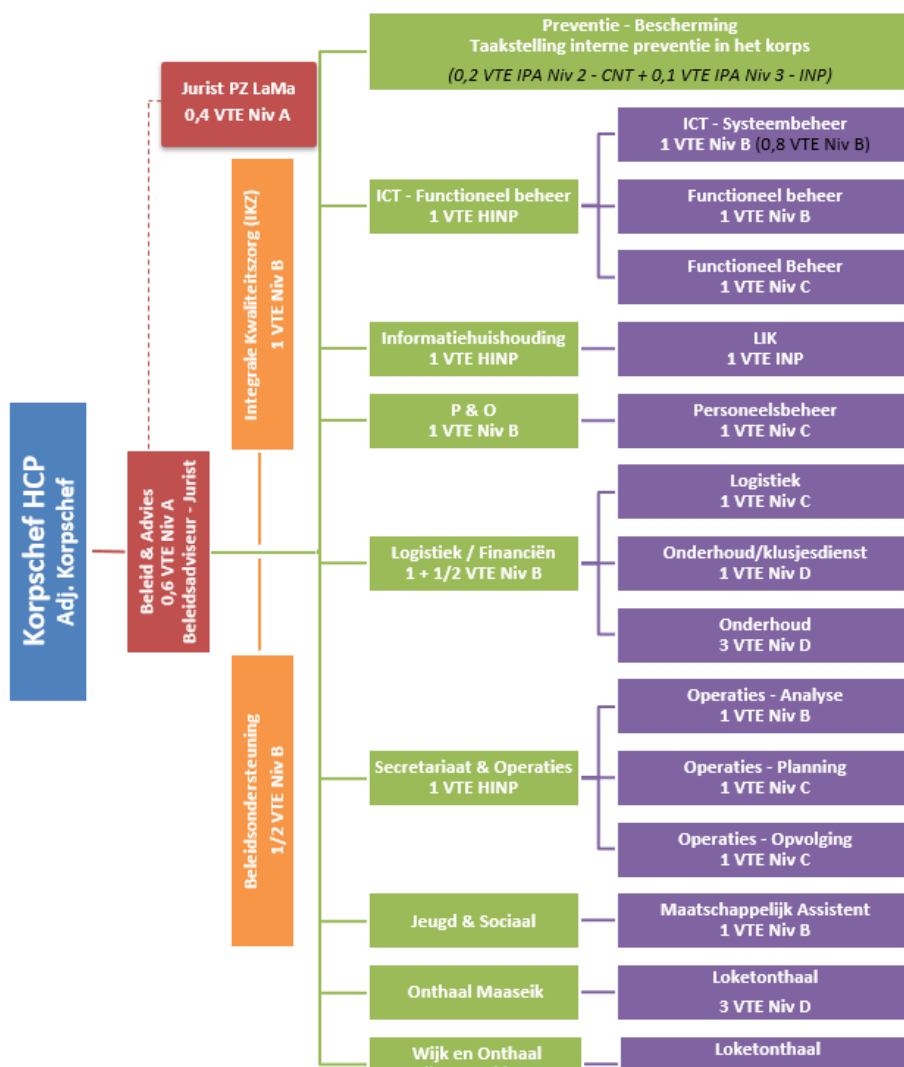 Preventie - Bescherming
Taakstelling interne preventie in het korps
(0,2 VTE IPA Niv 2 - CNT + 0,1 VTE IPA Niv 3 - INP)
Jurist PZ LaMa
0,4 VTE Niv A
ICT - Systeembeheer
1 VTE Niv B (0,8 VTE Niv B)
ICT - Functioneel beheer
1 VTE HINP
Functioneel beheer
1 VTE Niv B
Functioneel Beheer
1 VTE Niv C
Integrale Kwaliteitszorg (IKZ)
1 VTE Niv B
Informatiehuishouding
1 VTE HINP
LIK
1 VTE INP
P & O
1 VTE Niv B
Personeelsbeheer
1 VTE Niv C
Korpschef HCP
Adj. Korpschef
Beleid & Advies
0,6 VTE Niv A
Beleidsadviseur - Jurist
Logistiek / Financiën
1 + 1/2 VTE Niv B
Logistiek
1 VTE Niv C
Onderhoud/klusjesdienst
1 VTE Niv D
Onderhoud
3 VTE Niv D
Beleidsondersteuning
1/2 VTE Niv B
Secretariaat & Operaties
1 VTE HINP
Operaties - Analyse
1 VTE Niv B
Operaties - Planning
1 VTE Niv C
Operaties - Opvolging
1 VTE Niv C
Jeugd & Sociaal
Maatschappelijk Assistent
1 VTE Niv B
Onthaal Maaseik
Loketonthaal
3 VTE Niv D
Wijk en Onthaal
Loketonthaal